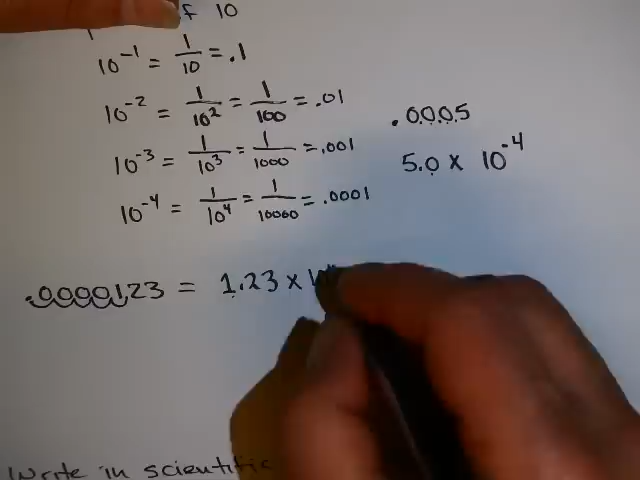 f 10
10⁻¹ = 1/10 = .1
10⁻² = 1/10² = 1/100 = .01
10⁻³ = 1/10³ = 1/1000 = .001
10⁻⁴ = 1/10⁴ = 1/10000 = .0001
.0005
5.0 x 10⁻⁴
.0000123 = 1.23 x
Write in scientific